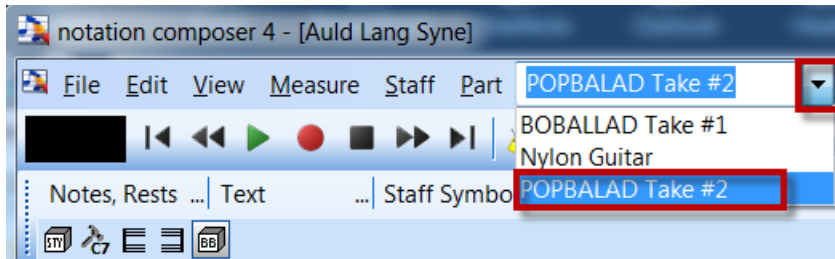 notation composer 4 - [Auld Lang Syne]
File Edit View Measure Staff Part POPBALAD Take #2
BOBALLAD Take #1
Nylon Guitar
POPBALAD Take #2
Notes, Rests ... Text ... Staff Symbo
STY C7 BB